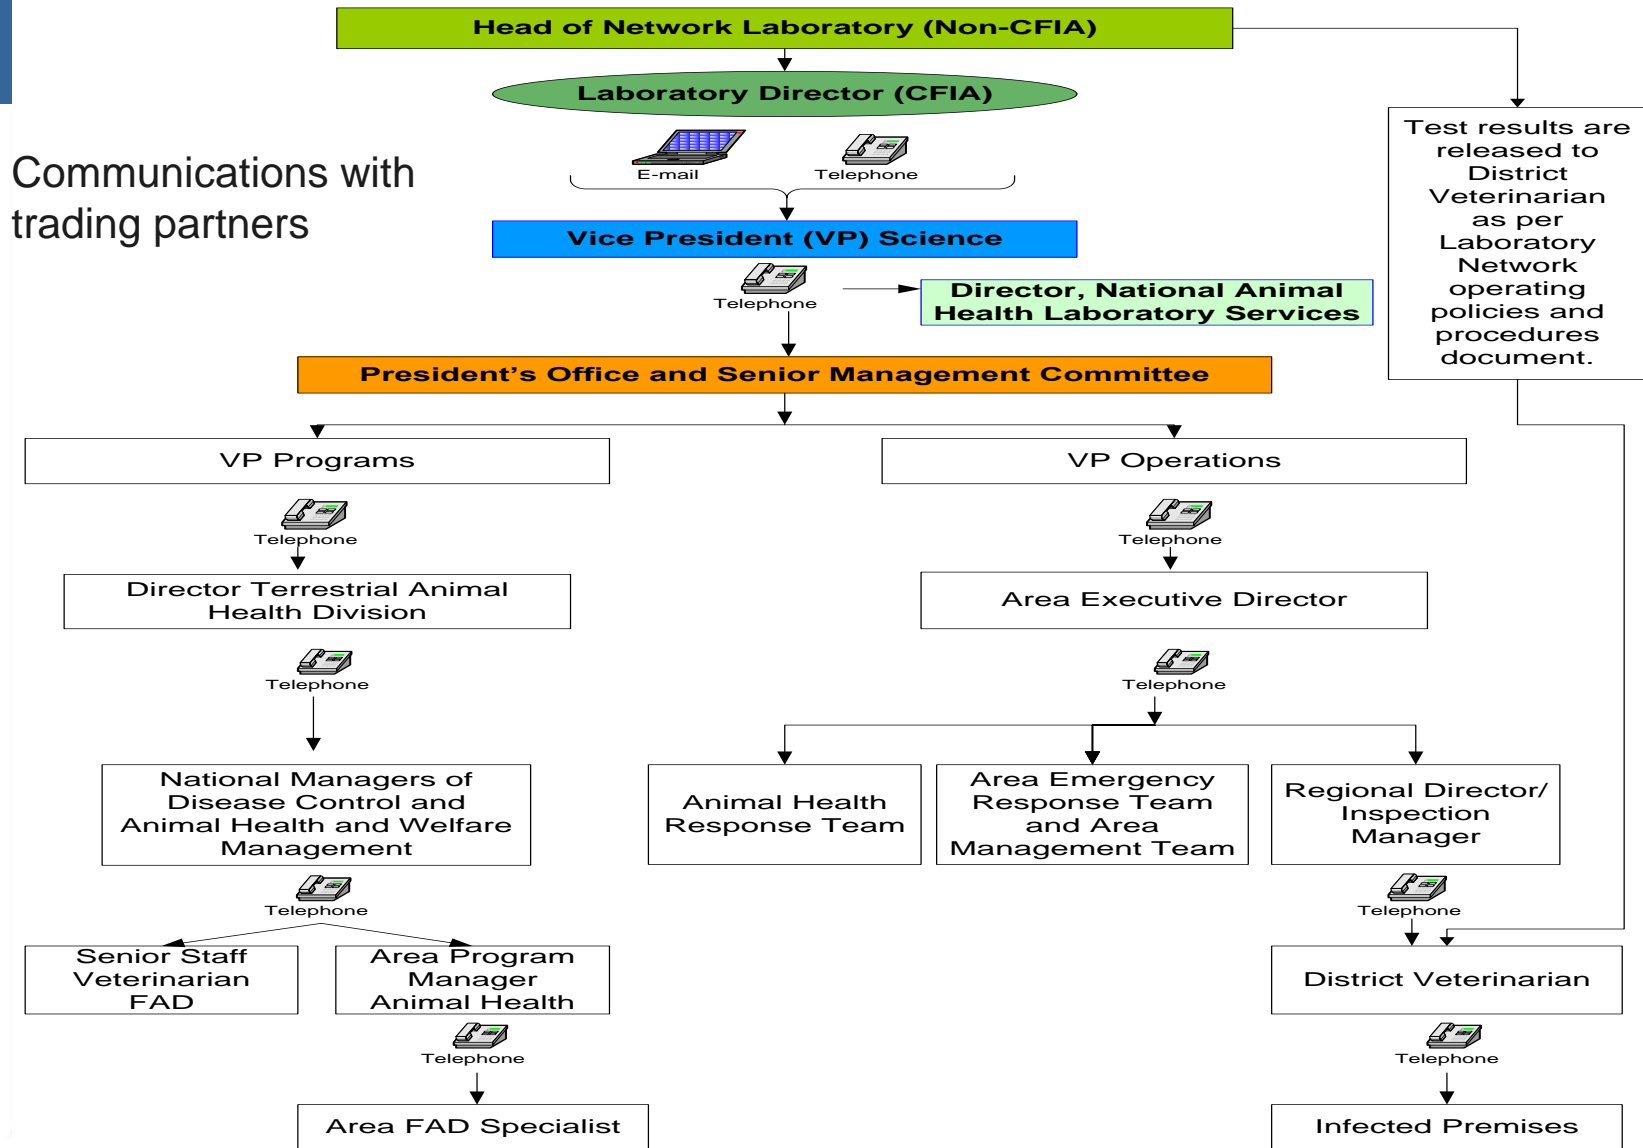 Head of Network Laboratory (Non-CFIA)
Laboratory Director (CFIA)
Communications with
trading partners
E-mail
Telephone
Test results are
released to
District
Veterinarian
as per
Laboratory
Network
operating
policies and
procedures
document.
Vice President (VP) Science
Telephone
Director, National Animal
Health Laboratory Services
President's Office and Senior Management Committee
VP Programs
VP Operations
Telephone
Telephone
Director Terrestrial Animal
Health Division
Area Executive Director
Telephone
Telephone
National Managers of
Disease Control and
Animal Health and Welfare
Management
Animal Health
Response Team
Area Emergency
Response Team
and Area
Management Team
Regional Director/
Inspection
Manager
Telephone
Telephone
Senior Staff
Veterinarian
FAD
Area Program
Manager
Animal Health
District Veterinarian
Telephone
Telephone
Area FAD Specialist
Infected Premises